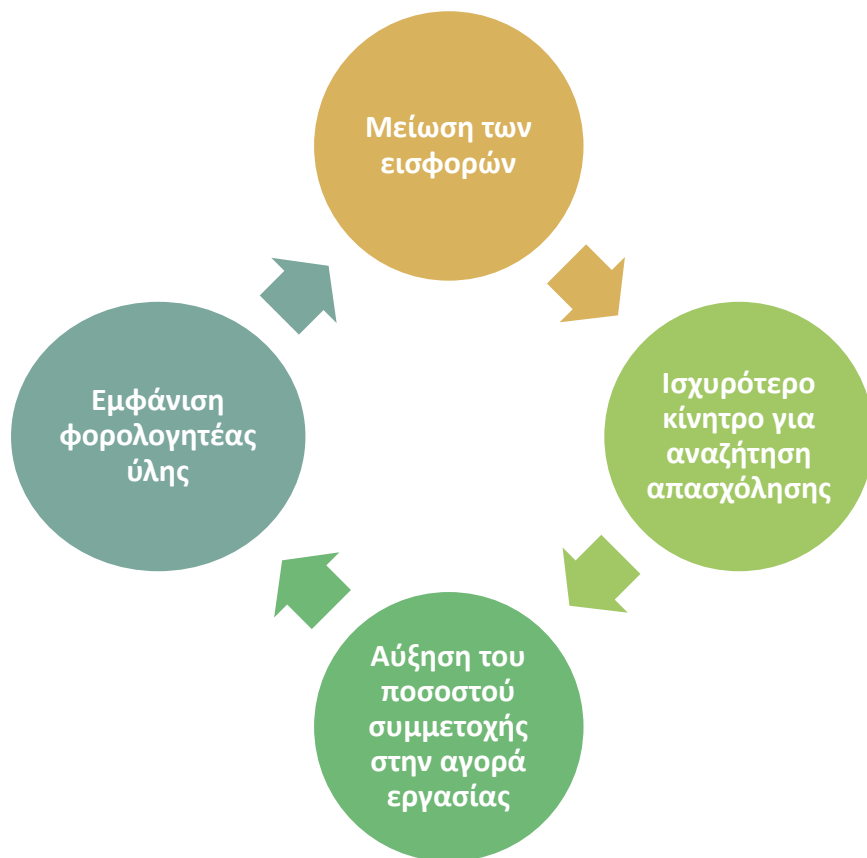 Μείωση των
εισφορών
Ισχυρότερο
κίνητρο για
αναζήτηση
απασχόλησης
Αύξηση του
ποσοστού
συμμετοχής
στην αγορά
εργασίας
Εμφάνιση
φορολογητέας
ύλης